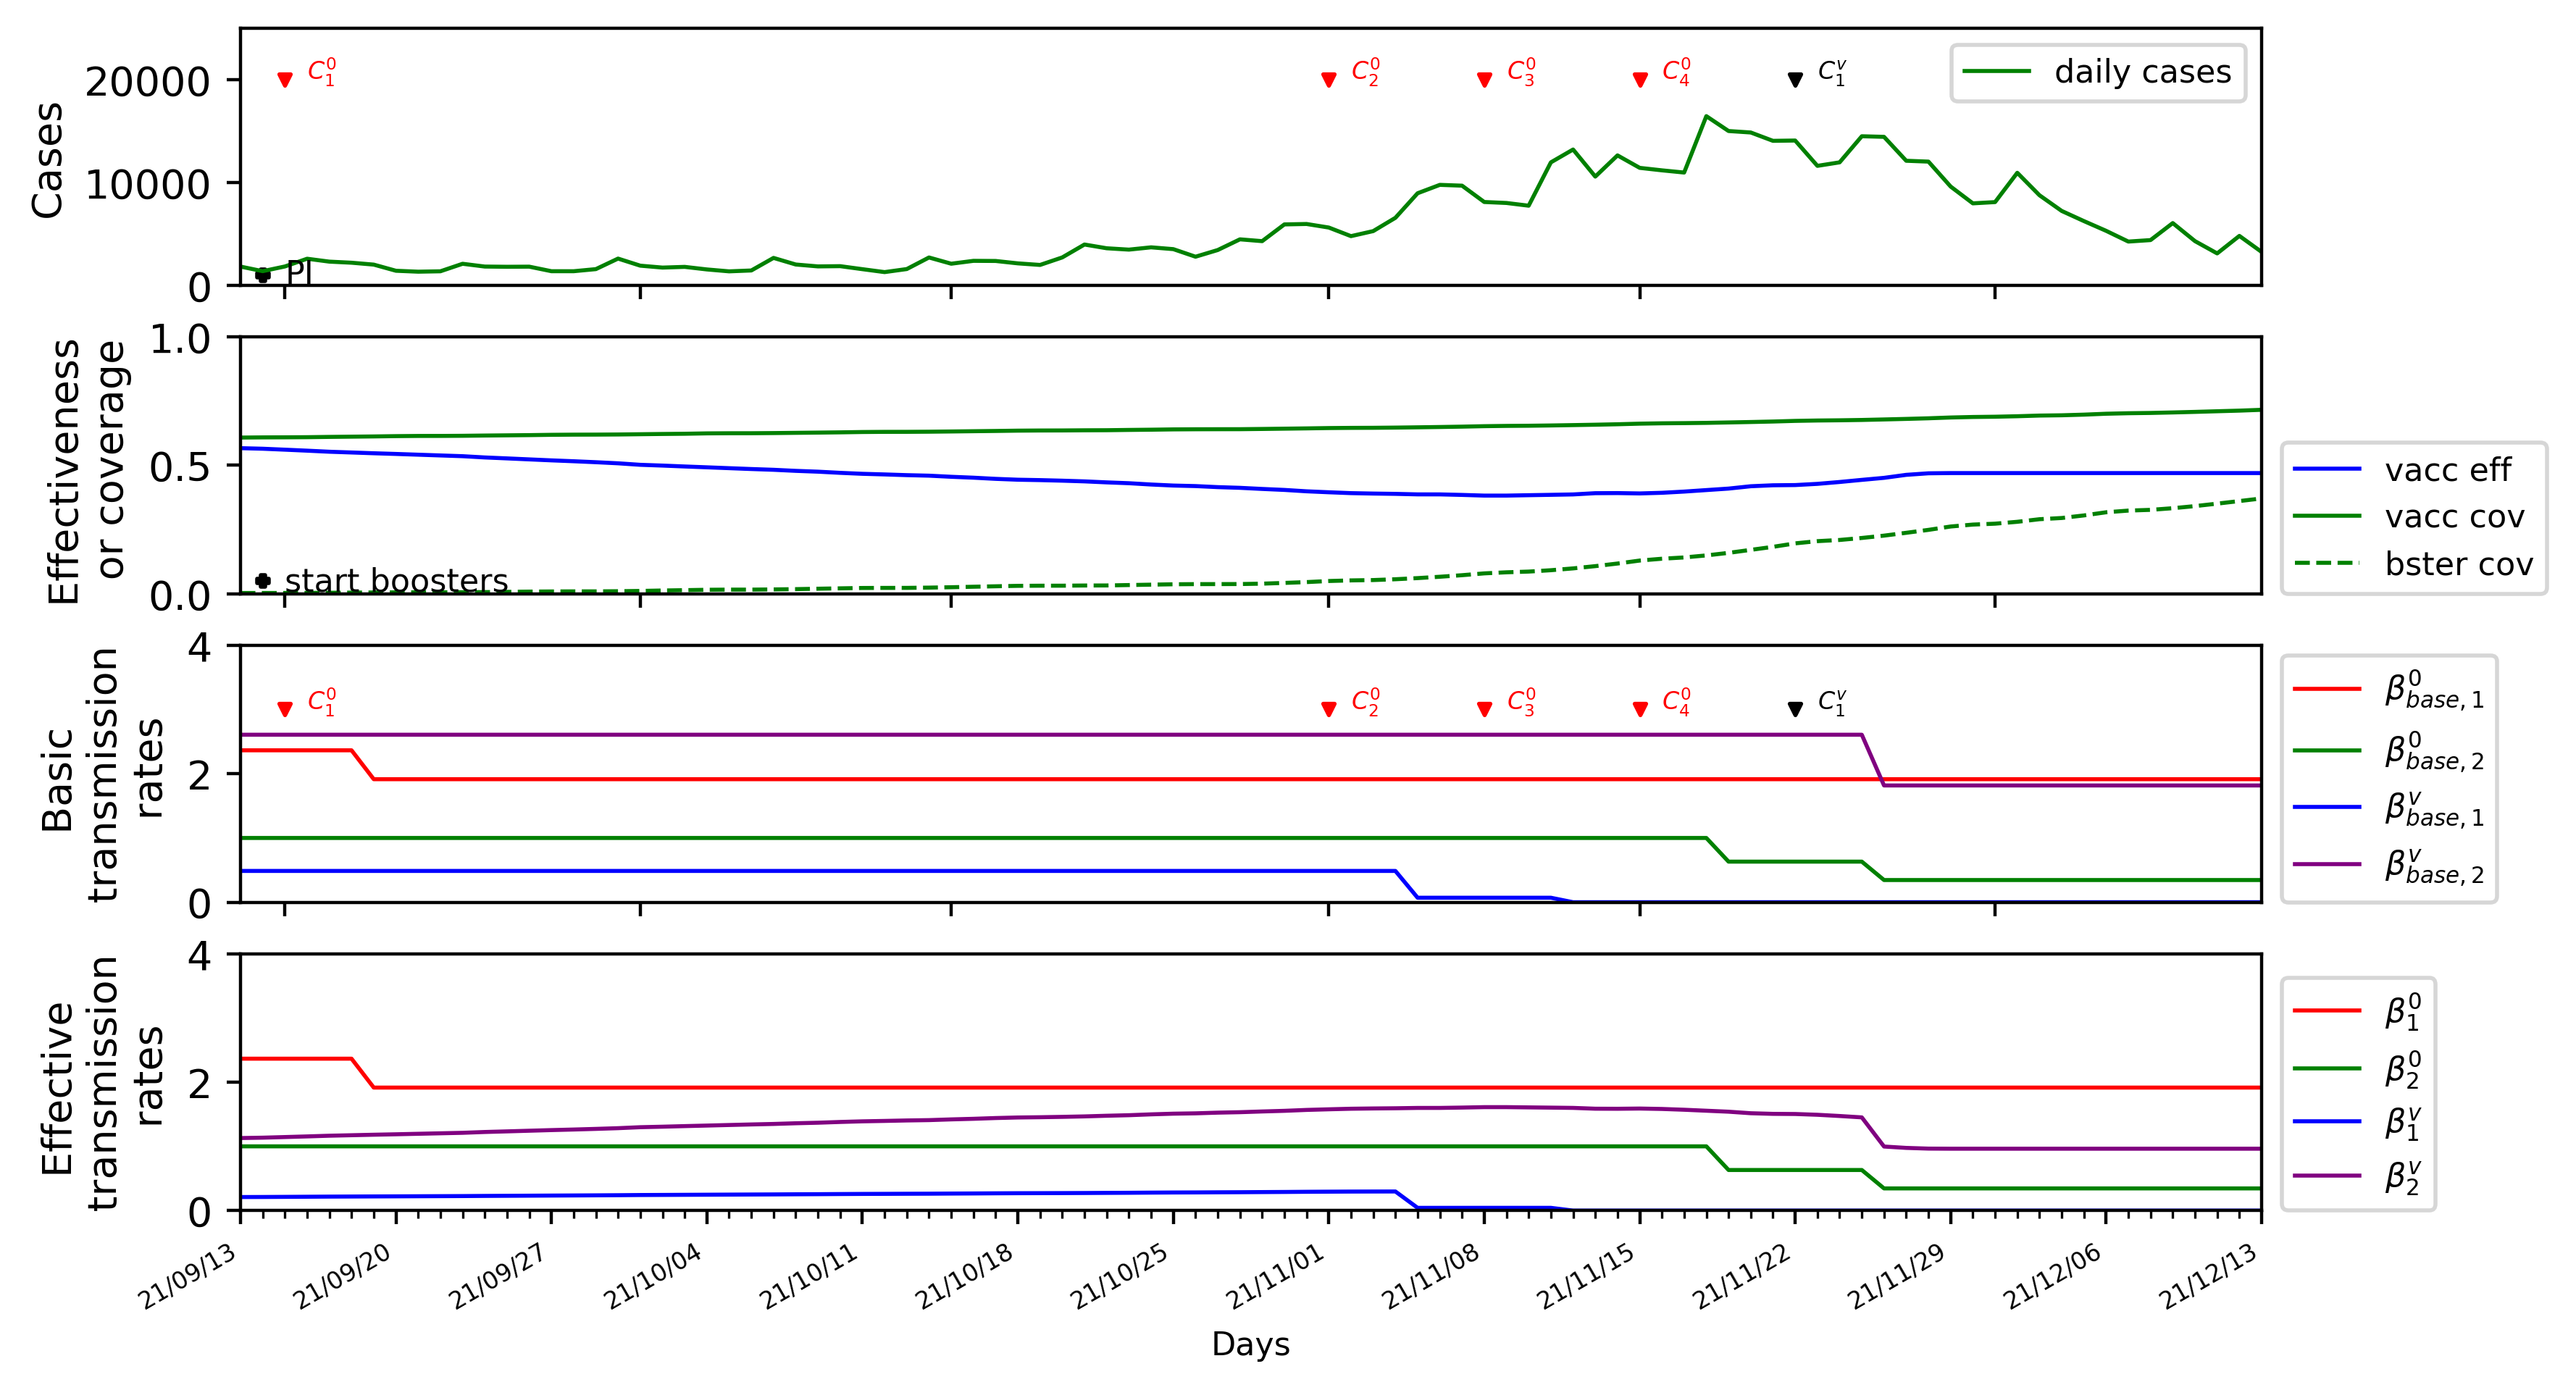 Cases
20000
10000
0
C₁⁰
C₂⁰
C₃⁰
C₄⁰
C₁ᵛ
daily cases
PI
Effectiveness
or coverage
1.0
0.5
0.0
start boosters
vacc eff
vacc cov
bster cov
Basic
transmission
rates
4
2
0
C₁⁰
C₂⁰
C₃⁰
C₄⁰
C₁ᵛ
β⁰base,1
β⁰base,2
βᵛbase,1
βᵛbase,2
Effective
transmission
rates
4
2
0
β₁⁰
β₂⁰
β₁ᵛ
β₂ᵛ
21/09/13
21/09/20
21/09/27
21/10/04
21/10/11
21/10/18
21/10/25
21/11/01
21/11/08
21/11/15
21/11/22
21/11/29
21/12/06
21/12/13
Days